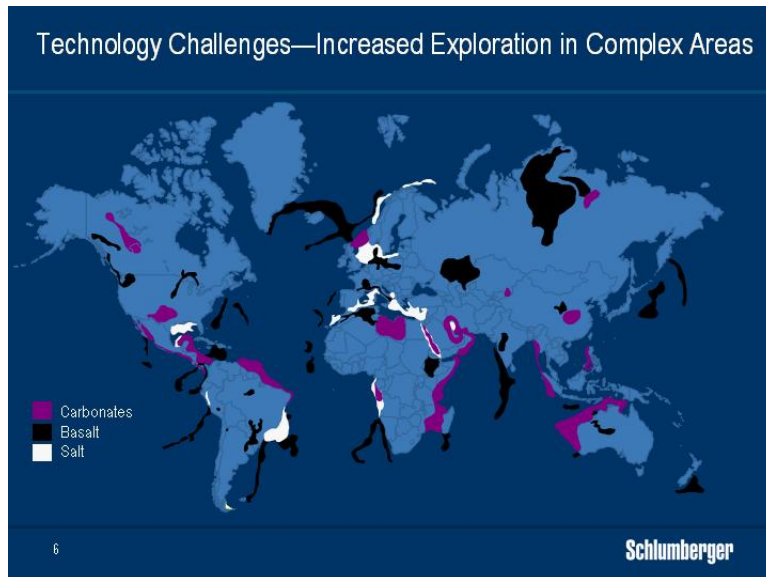 Technology Challenges—Increased Exploration in Complex Areas
Carbonates
Basalt
Salt
6
Schlumberger